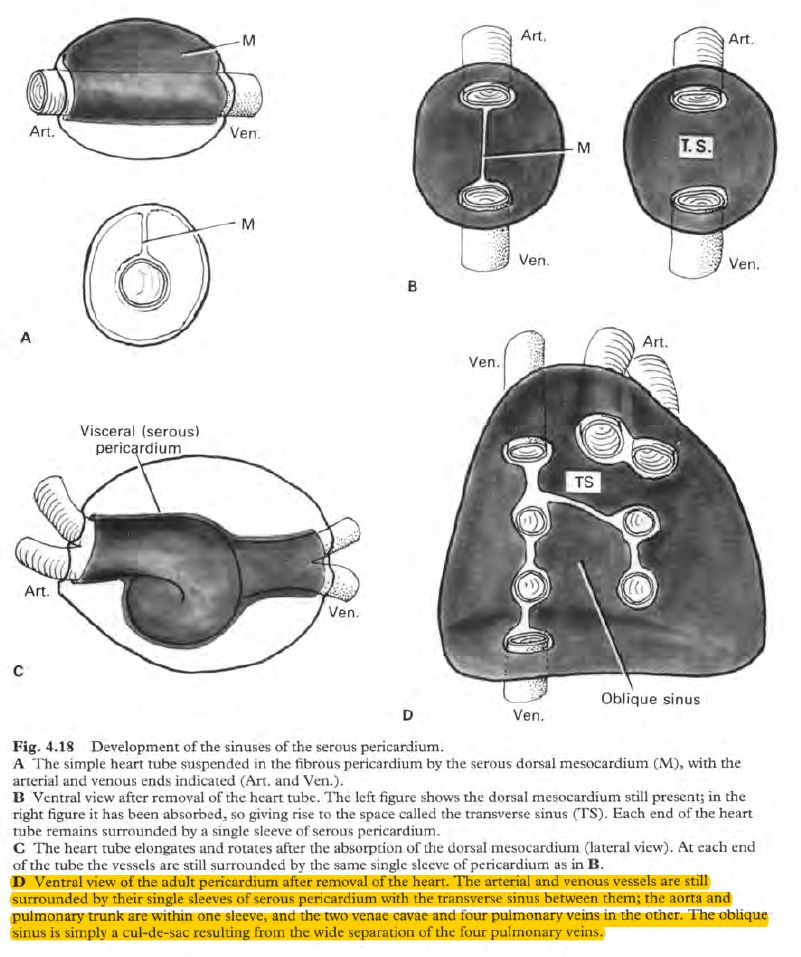 M
Art.
Ven.
M
A
Art.
M
Ven.
B
Art.
T.S.
Ven.
Visceral (serous)
pericardium
Art.
Ven.
C
Ven.
Art.
TS
Oblique sinus
D
Ven.
Fig. 4.18 Development of the sinuses of the serous pericardium.
A The simple heart tube suspended in the fibrous pericardium by the serous dorsal mesocardium (M), with the
arterial and venous ends indicated (Art. and Ven.).
B Ventral view after removal of the heart tube. The left figure shows the dorsal mesocardium still present; in the
right figure it has been absorbed, so giving rise to the space called the transverse sinus (TS). Each end of the heart
tube remains surrounded by a single sleeve of serous pericardium.
C The heart tube elongates and rotates after the absorption of the dorsal mesocardium (lateral view). At each end
of the tube the vessels are still surrounded by the same single sleeve of pericardium as in B.
D Ventral view of the adult pericardium after removal of the heart. The arterial and venous vessels are still
surrounded by their single sleeves of serous pericardium with the transverse sinus between them; the aorta and
pulmonary trunk are within one sleeve, and the two venae cavae and four pulmonary veins in the other. The oblique
sinus is simply a cul-de-sac resulting from the wide separation of the four pulmonary veins.